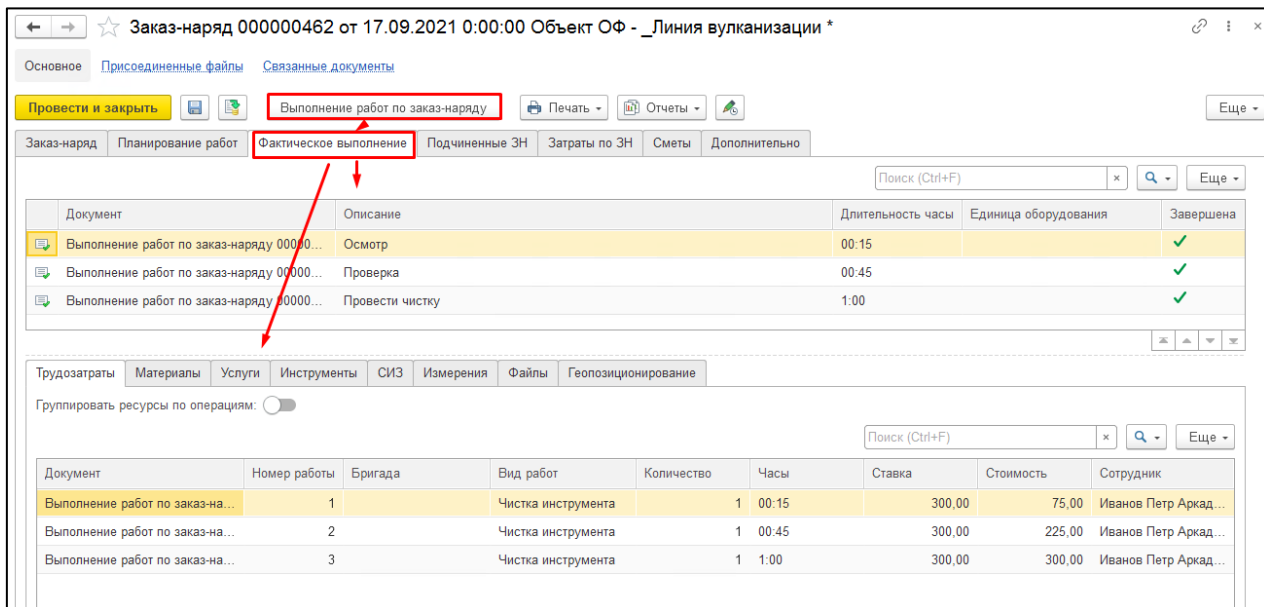 Заказ-наряд 000000462 от 17.09.2021 0:00:00 Объект ОФ - _Линия вулканизации *
Основное Присоединенные файлы Связанные документы
Провести и закрыть Выполнение работ по заказ-наряду Печать Отчеты Еще
Заказ-наряд Планирование работ Фактическое выполнение Подчиненные ЗН Затраты по ЗН Сметы Дополнительно
Поиск (Ctrl+F) × Еще
Документ Описание Длительность часы Единица оборудования Завершена
Выполнение работ по заказ-наряду 00000... Осмотр 00:15
Выполнение работ по заказ-наряду 00000... Проверка 00:45
Выполнение работ по заказ-наряду 00000... Провести чистку 1:00
Трудозатраты Материалы Услуги Инструменты СИЗ Измерения Файлы Геопозиционирование
Группировать ресурсы по операциям:
Поиск (Ctrl+F) × Еще
Документ Номер работы Бригада Вид работ Количество Часы Ставка Стоимость Сотрудник
Выполнение работ по заказ-на... 1 Чистка инструмента 1 00:15 300,00 75,00 Иванов Петр Аркад...
Выполнение работ по заказ-на... 2 Чистка инструмента 1 00:45 300,00 225,00 Иванов Петр Аркад...
Выполнение работ по заказ-на... 3 Чистка инструмента 1 1:00 300,00 300,00 Иванов Петр Аркад...